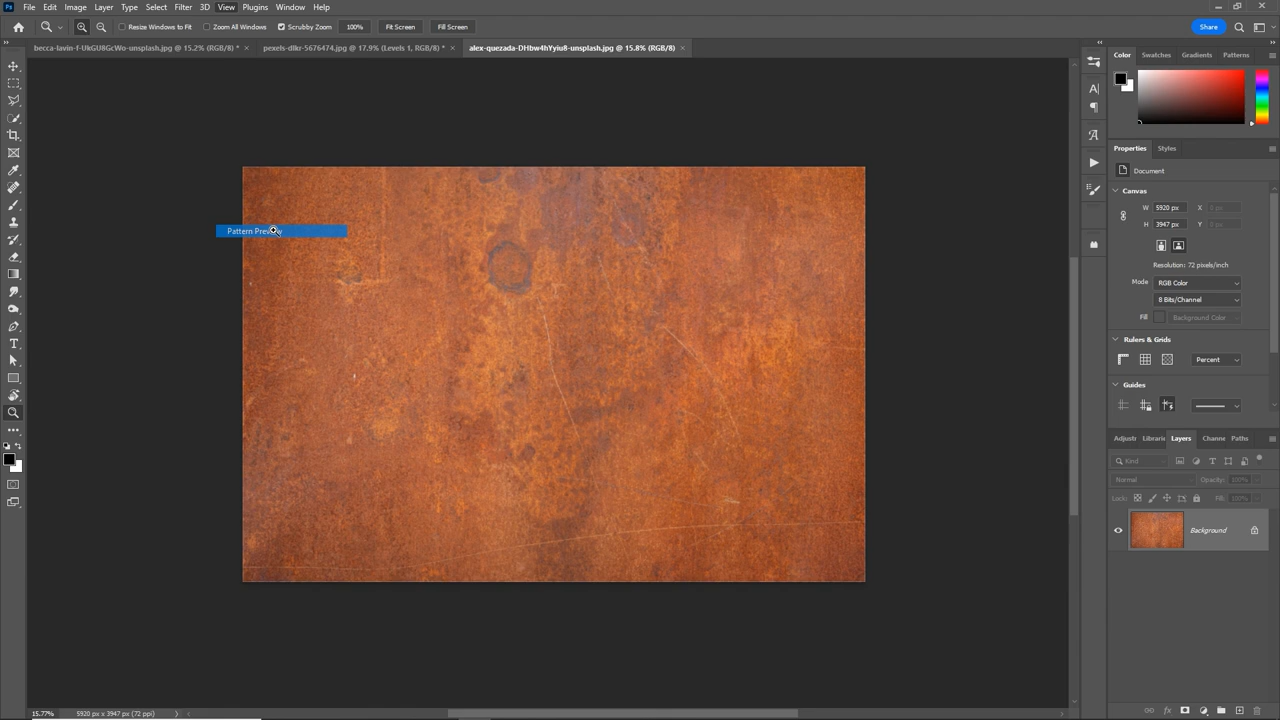 Ps File Edit Image Layer Type Select Filter 3D View Plugins Window Help
Resize Windows to Fit Zoom All Windows Scrubby Zoom 100% Fit Screen Fill Screen Share
becca-lavin-f-UkGU8GcWo-unsplash.jpg @ 15.2% (RGB/8) * × pexels-dlkr-5676474.jpg @ 17.9% (Levels 1, RGB/8) * × alex-quezada-DHbw4hYyiu8-unsplash.jpg @ 15.8% (RGB/8) ×
Color Swatches Gradients Patterns
Properties Styles
Document
Canvas
W 5920 px X 0 px
H 3947 px Y 0 px
Resolution: 72 pixels/inch
Mode RGB Color
8 Bits/Channel
Fill Background Color
Rulers & Grids
Percent
Guides
Pattern Preview
Adjustr Librarie Layers Channe Paths
Kind
Normal Opacity: 100%
Lock: Fill: 100%
Background
15.77% 5920 px x 3947 px (72 ppi)